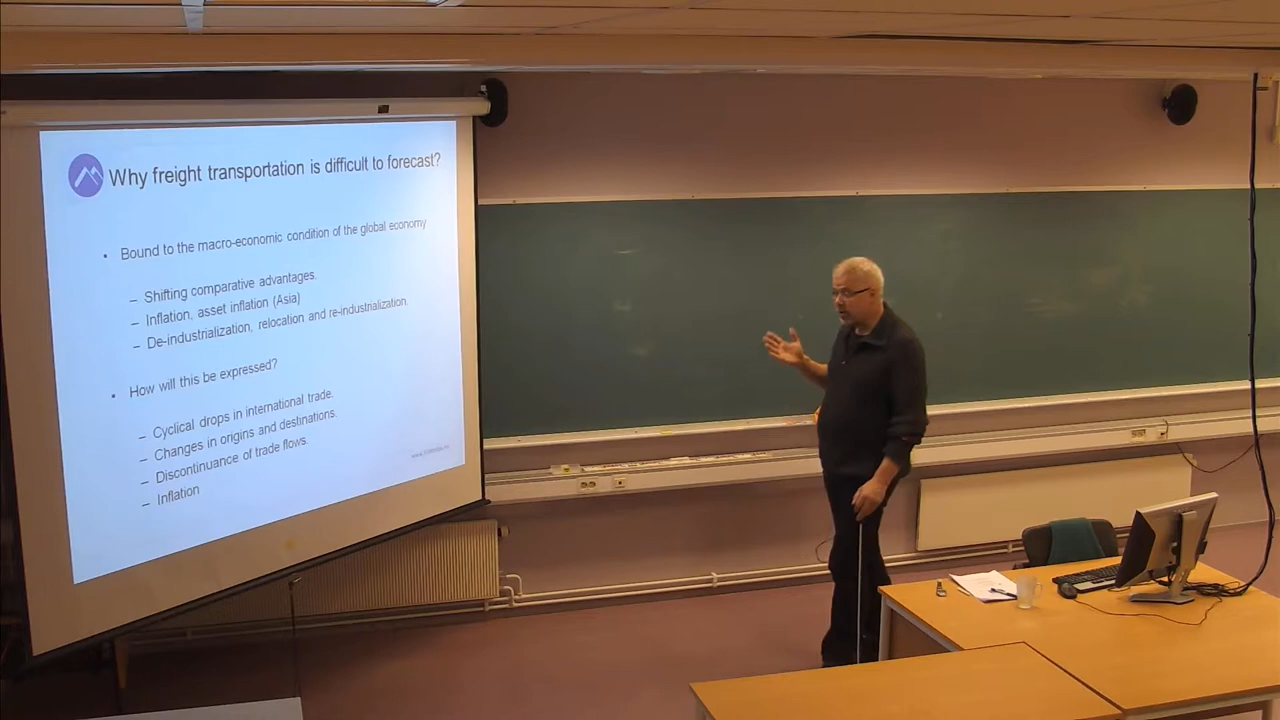 Why freight transportation is difficult to forecast?
• Bound to the macro-economic condition of the global economy
– Shifting comparative advantages.
– Inflation, asset inflation (Asia)
– De-industrialization, relocation and re-industrialization.
• How will this be expressed?
– Cyclical drops in international trade.
– Changes in origins and destinations.
– Discontinuance of trade flows.
– Inflation